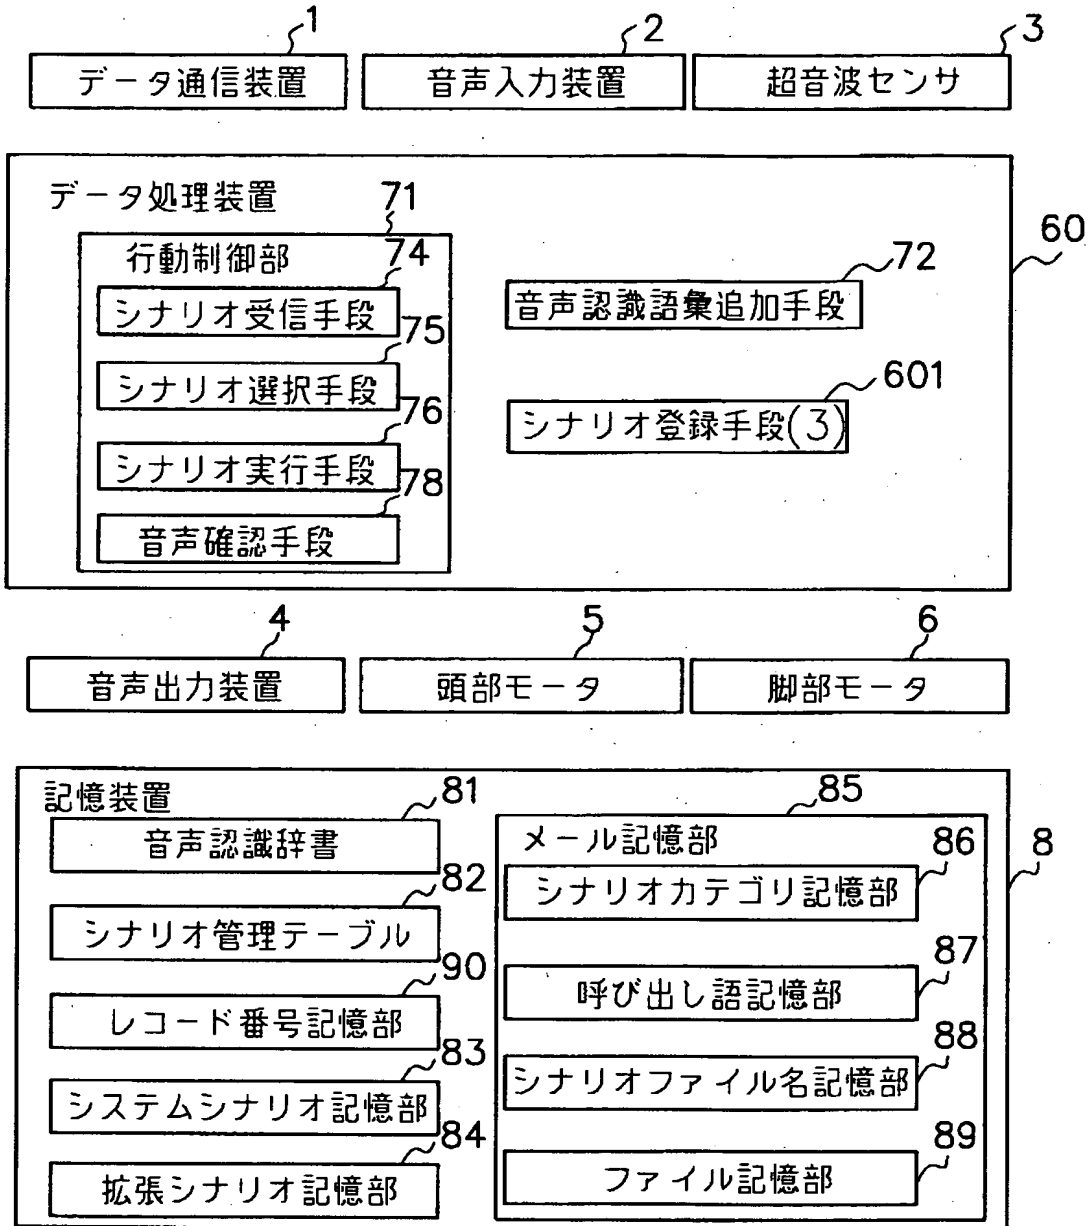 1
2
3
データ通信装置
音声入力装置
超音波センサ
データ処理装置
71
60
行動制御部
74
72
シナリオ受信手段
音声認識語彙追加手段
75
シナリオ選択手段
601
76
シナリオ登録手段(3)
シナリオ実行手段
78
音声確認手段
4
5
6
音声出力装置
頭部モータ
脚部モータ
記憶装置
81
85
音声認識辞書
メール記憶部
86
8
82
シナリオカテゴリ記憶部
シナリオ管理テーブル
90
87
レコード番号記憶部
呼び出し語記憶部
83
88
システムシナリオ記憶部
シナリオファイル名記憶部
84
89
拡張シナリオ記憶部
ファイル記憶部